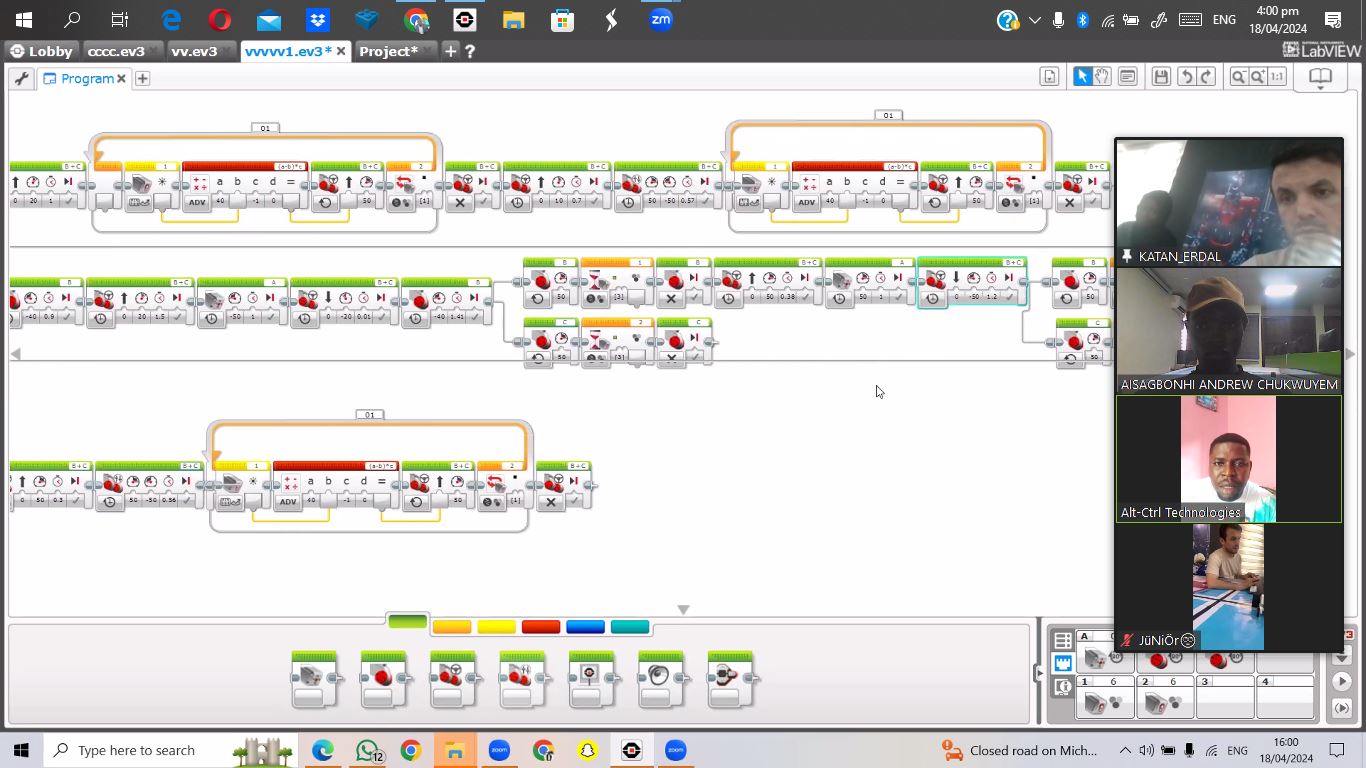 ENG
4:00 pm
18/04/2024
zm
Lobby
cccc.ev3
vv.ev3
vvvvv1.ev3*
Project*
+ ?
NATIONAL INSTRUMENTS
LabVIEW
Program
1:1
01
01
B+C
1
(a-b)*c
B+C
2
B+C
B+C
B+C
1
(a-b)*c
B+C
2
B+C
a b c d =
a b c d =
0 20 1
ADV
40 -1 0
50
[1]
0 10 0.7
50 -50 0.57
ADV
40 -1 0
50
[1]
KATAN_ERDAL
B
1
B
B+C
A
B+C
B
50
[3]
0 50 0.38
50 1
0 -50 1.2
50
B
B+C
A
B+C
B
-40 0.9
0 20 1.5
-50 1
0 20 0.01
-40 1.41
C
2
C
C
50
[3]
50
AISAGBONHI ANDREW CHUKWUYEM
01
B+C
B+C
1
(a-b)*c
B+C
2
B+C
a b c d =
0 50 0.3
50 -50 0.56
ADV
40 -1 0
50
[1]
Alt-Ctrl Technologies
JüNiÖr
A
1 6
2 6
3
4
Type here to search
12
Closed road on Mich...
ENG
16:00
18/04/2024